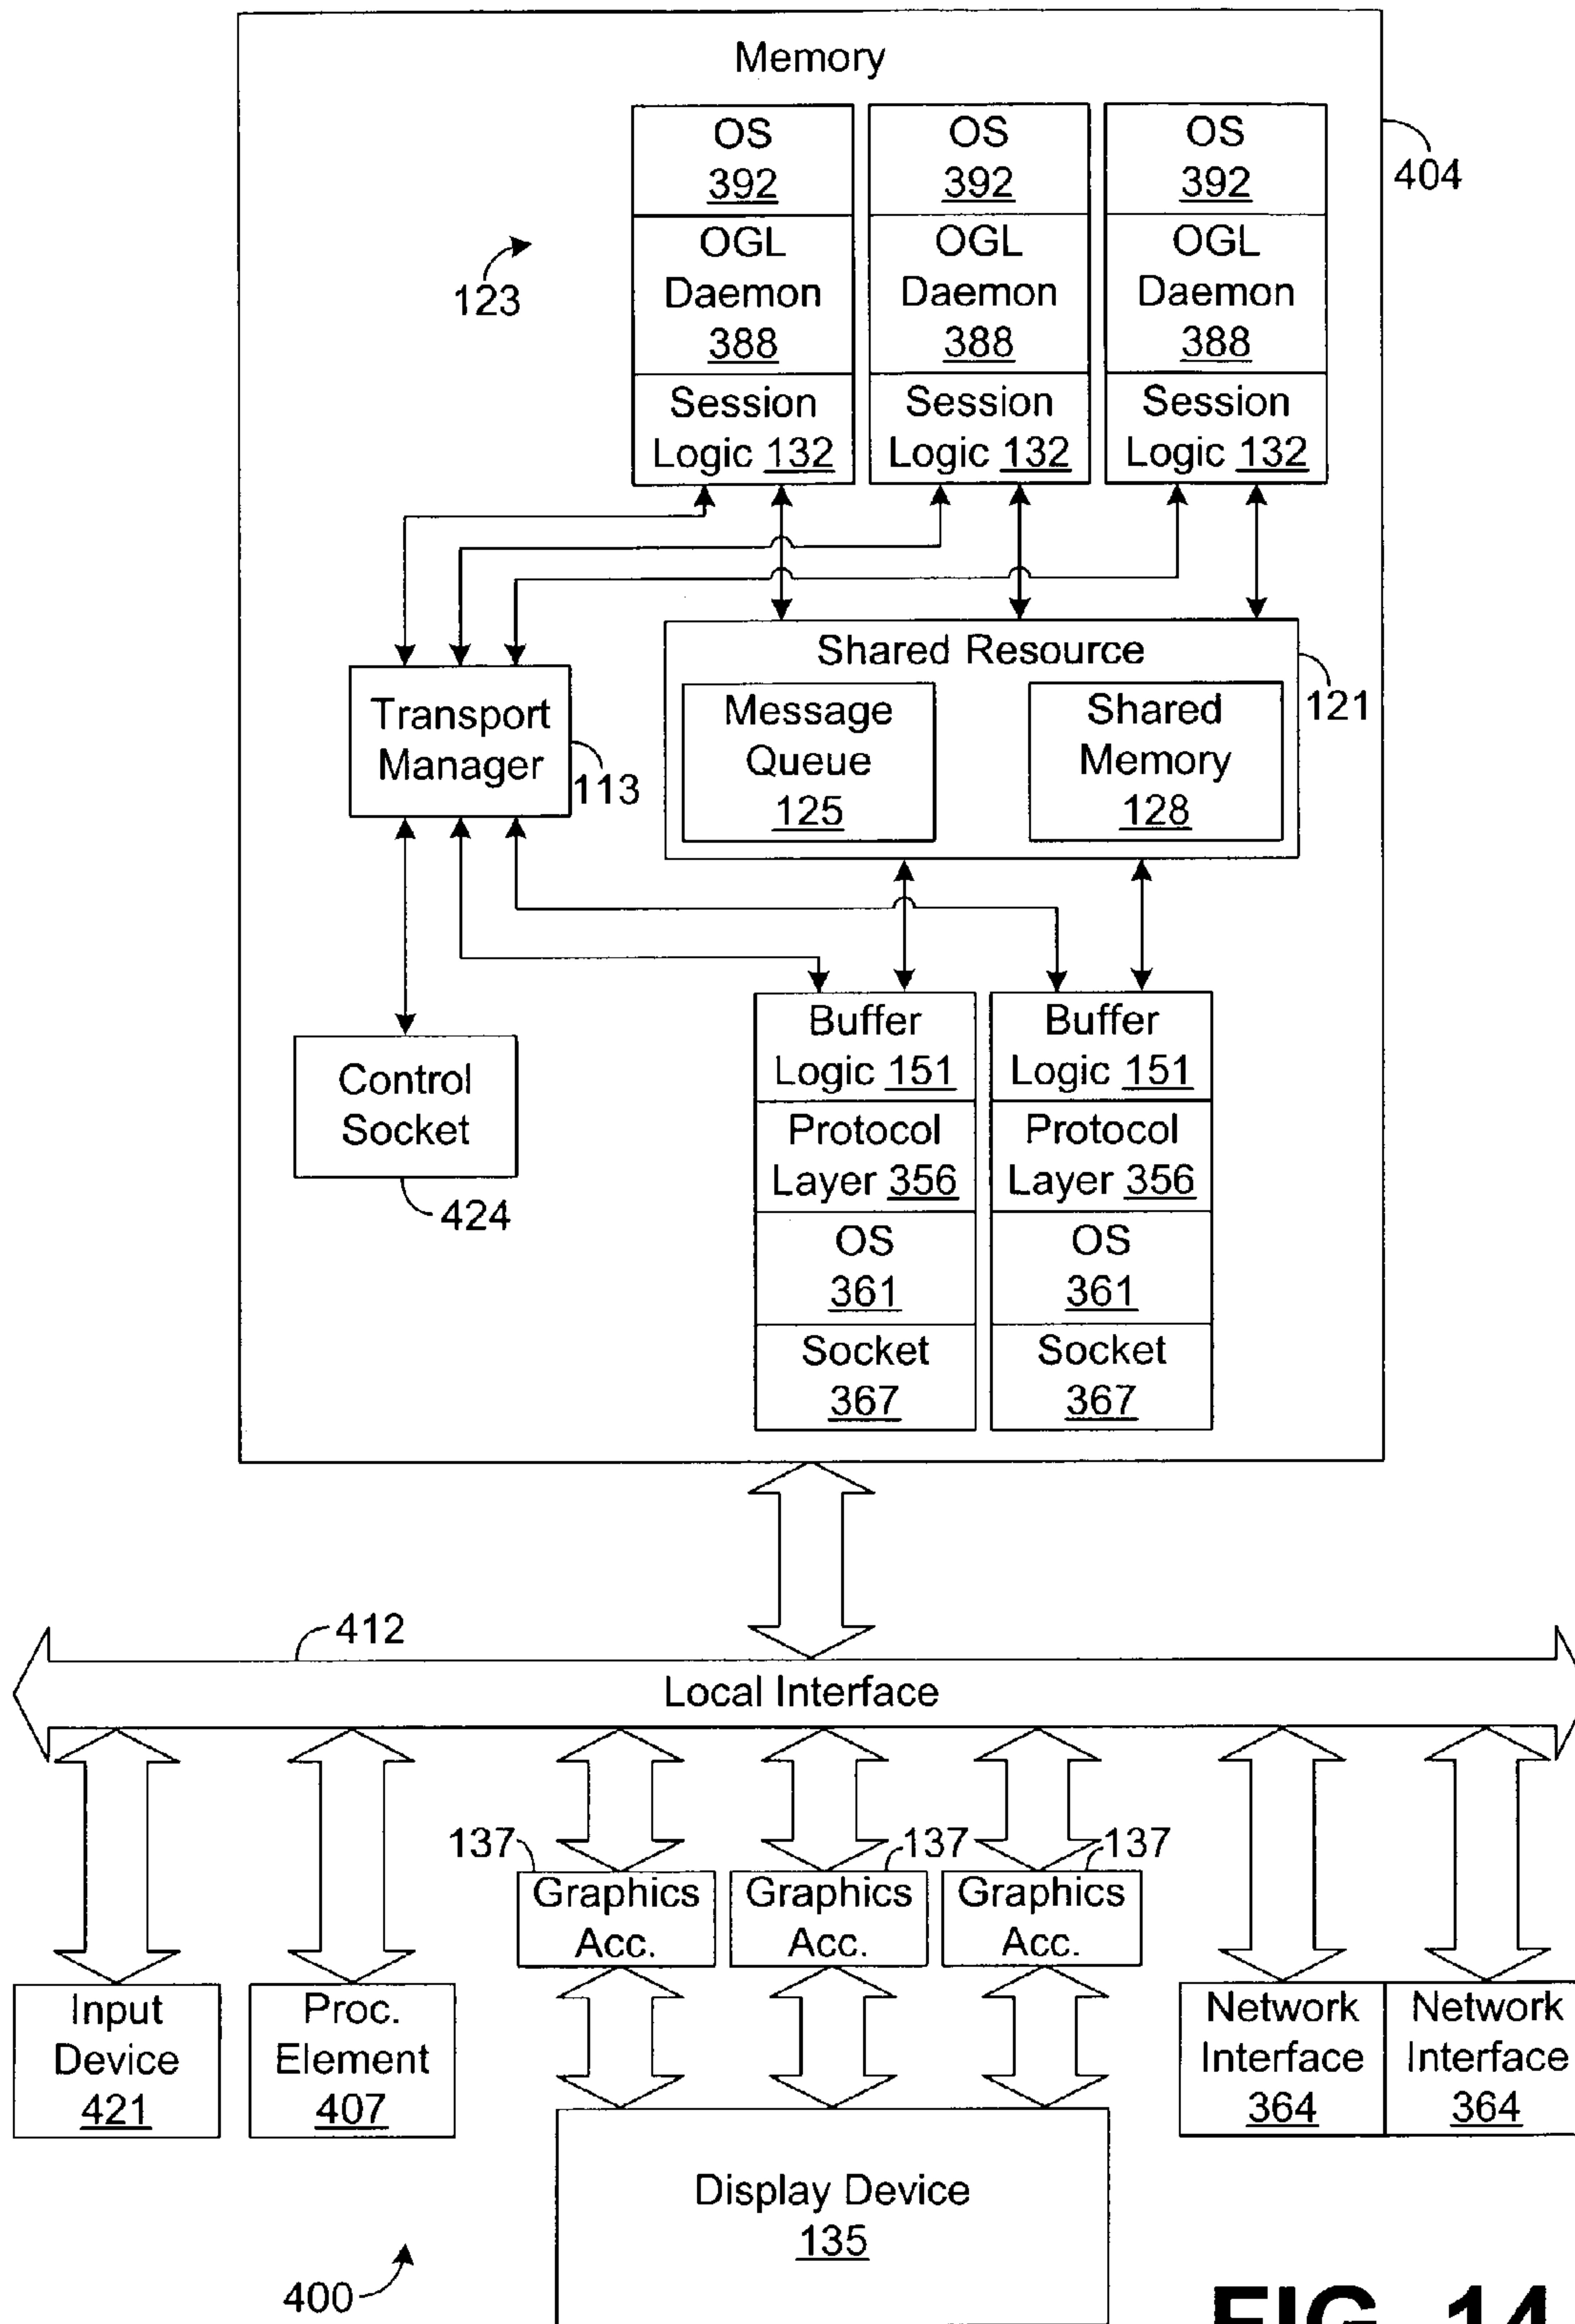 Memory
OS
392
OGL
Daemon
388
Session
Logic 132
OS
392
OGL
Daemon
388
Session
Logic 132
OS
392
OGL
Daemon
388
Session
Logic 132
404
123
Transport
Manager
113
Shared Resource
Message
Queue
125
Shared
Memory
128
121
Control
Socket
424
Buffer
Logic 151
Protocol
Layer 356
OS
361
Socket
367
Buffer
Logic 151
Protocol
Layer 356
OS
361
Socket
367
412
Local Interface
137
137
137
Graphics
Acc.
Graphics
Acc.
Graphics
Acc.
Input
Device
421
Proc.
Element
407
Network
Interface
364
Network
Interface
364
Display Device
135
400
FIG. 14